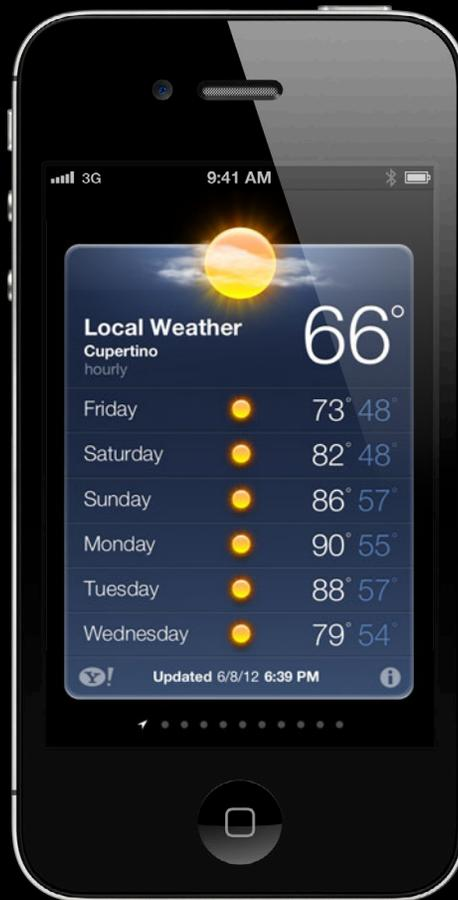 3G 9:41 AM
66°
Local Weather
Cupertino
hourly
Friday 73° 48°
Saturday 82° 48°
Sunday 86° 57°
Monday 90° 55°
Tuesday 88° 57°
Wednesday 79° 54°
Y! Updated 6/8/12 6:39 PM i